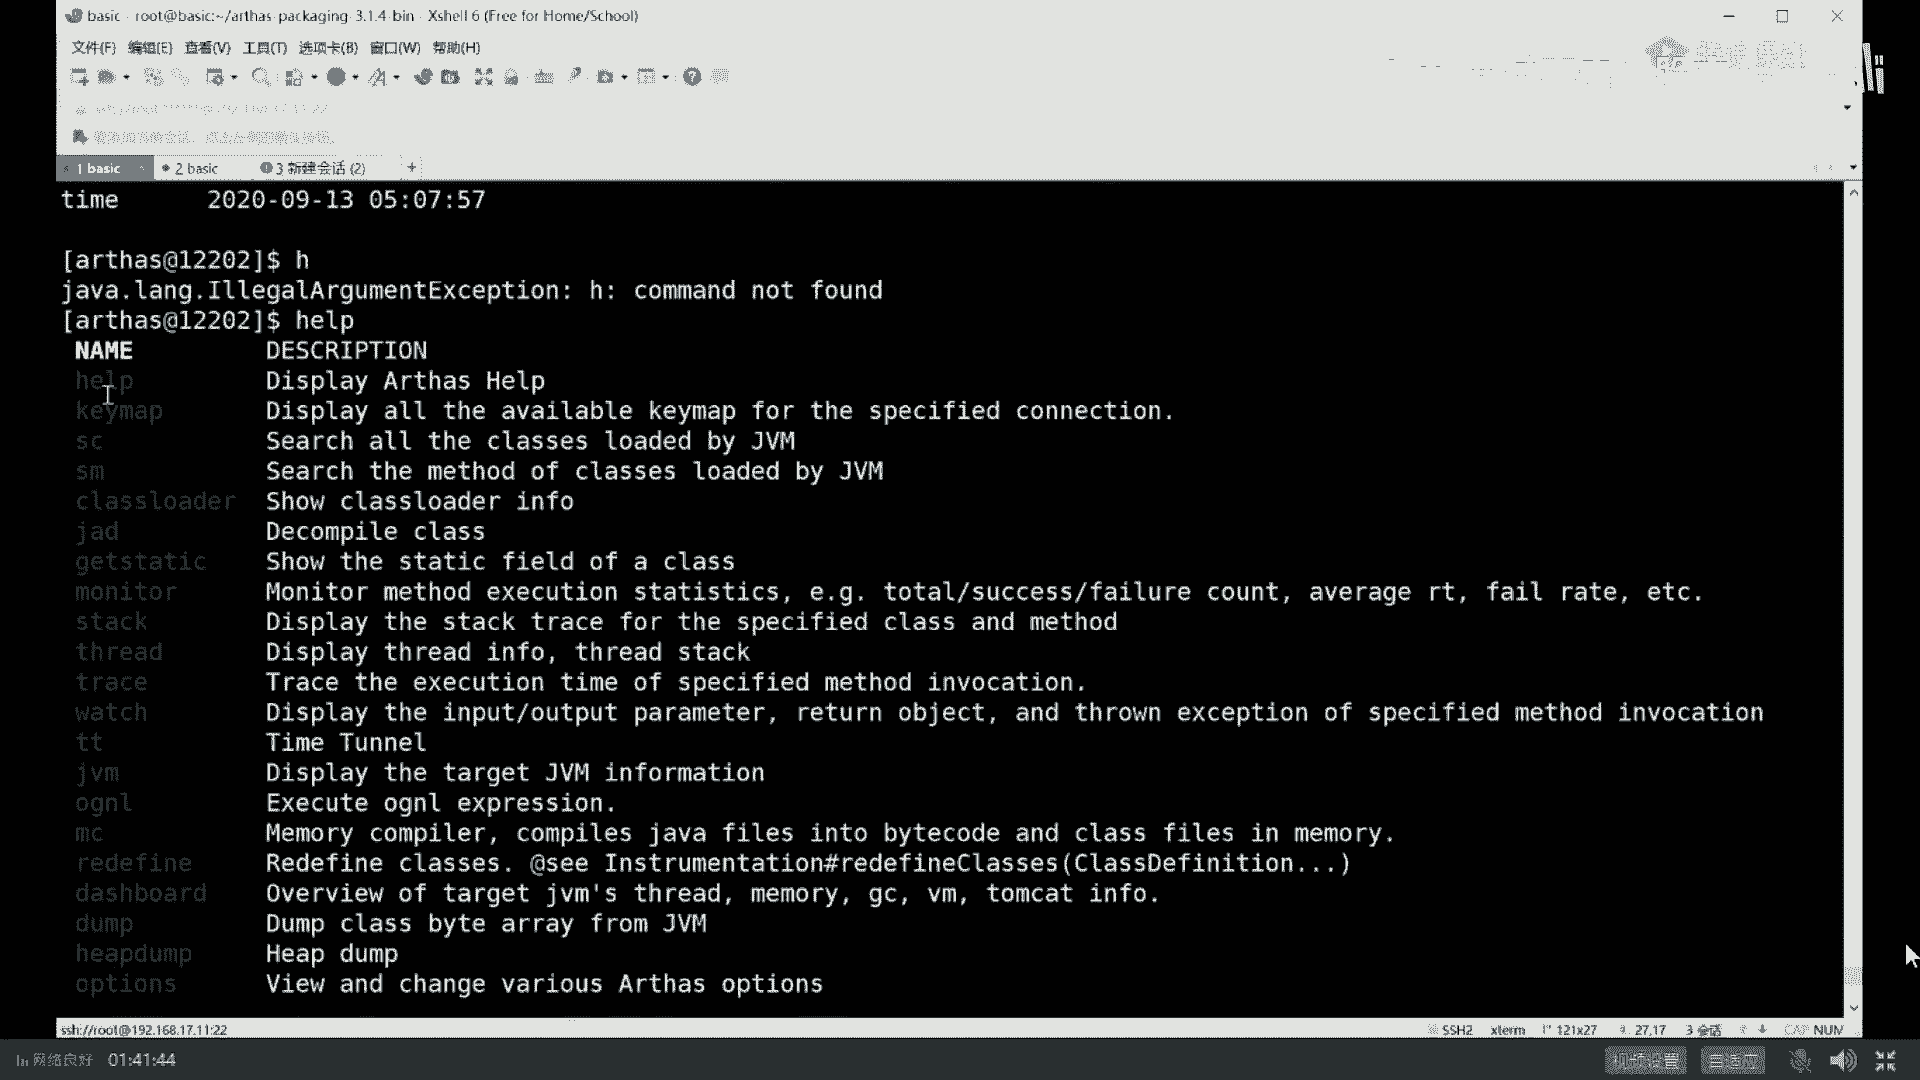 basic - root@basic:~/arthas-packaging-3.1.4-bin - Xshell 6 (Free for Home/School)
文件(F) 编辑(E) 查看(V) 工具(T) 选项卡(B) 窗口(W) 帮助(H)
1 basic 2 basic 3 新建会话 (2) +
time 2020-09-13 05:07:57
[arthas@12202]$ h
java.lang.IllegalArgumentException: h: command not found
[arthas@12202]$ help
NAME DESCRIPTION
help Display Arthas Help
keymap Display all the available keymap for the specified connection.
sc Search all the classes loaded by JVM
sm Search the method of classes loaded by JVM
classloader Show classloader info
jad Decompile class
getstatic Show the static field of a class
monitor Monitor method execution statistics, e.g. total/success/failure count, average rt, fail rate, etc.
stack Display the stack trace for the specified class and method
thread Display thread info, thread stack
trace Trace the execution time of specified method invocation.
watch Display the input/output parameter, return object, and thrown exception of specified method invocation
tt Time Tunnel
jvm Display the target JVM information
ognl Execute ognl expression.
mc Memory compiler, compiles java files into bytecode and class files in memory.
redefine Redefine classes. @see Instrumentation#redefineClasses(ClassDefinition...)
dashboard Overview of target jvm's thread, memory, gc, vm, tomcat info.
dump Dump class byte array from JVM
heapdump Heap dump
options View and change various Arthas options
ssh://root@192.168.17.11:22 SSH2 xterm 121x27 27,17 3 会话 CAP NUM
网络良好 01:41:44 视频设置 自适应